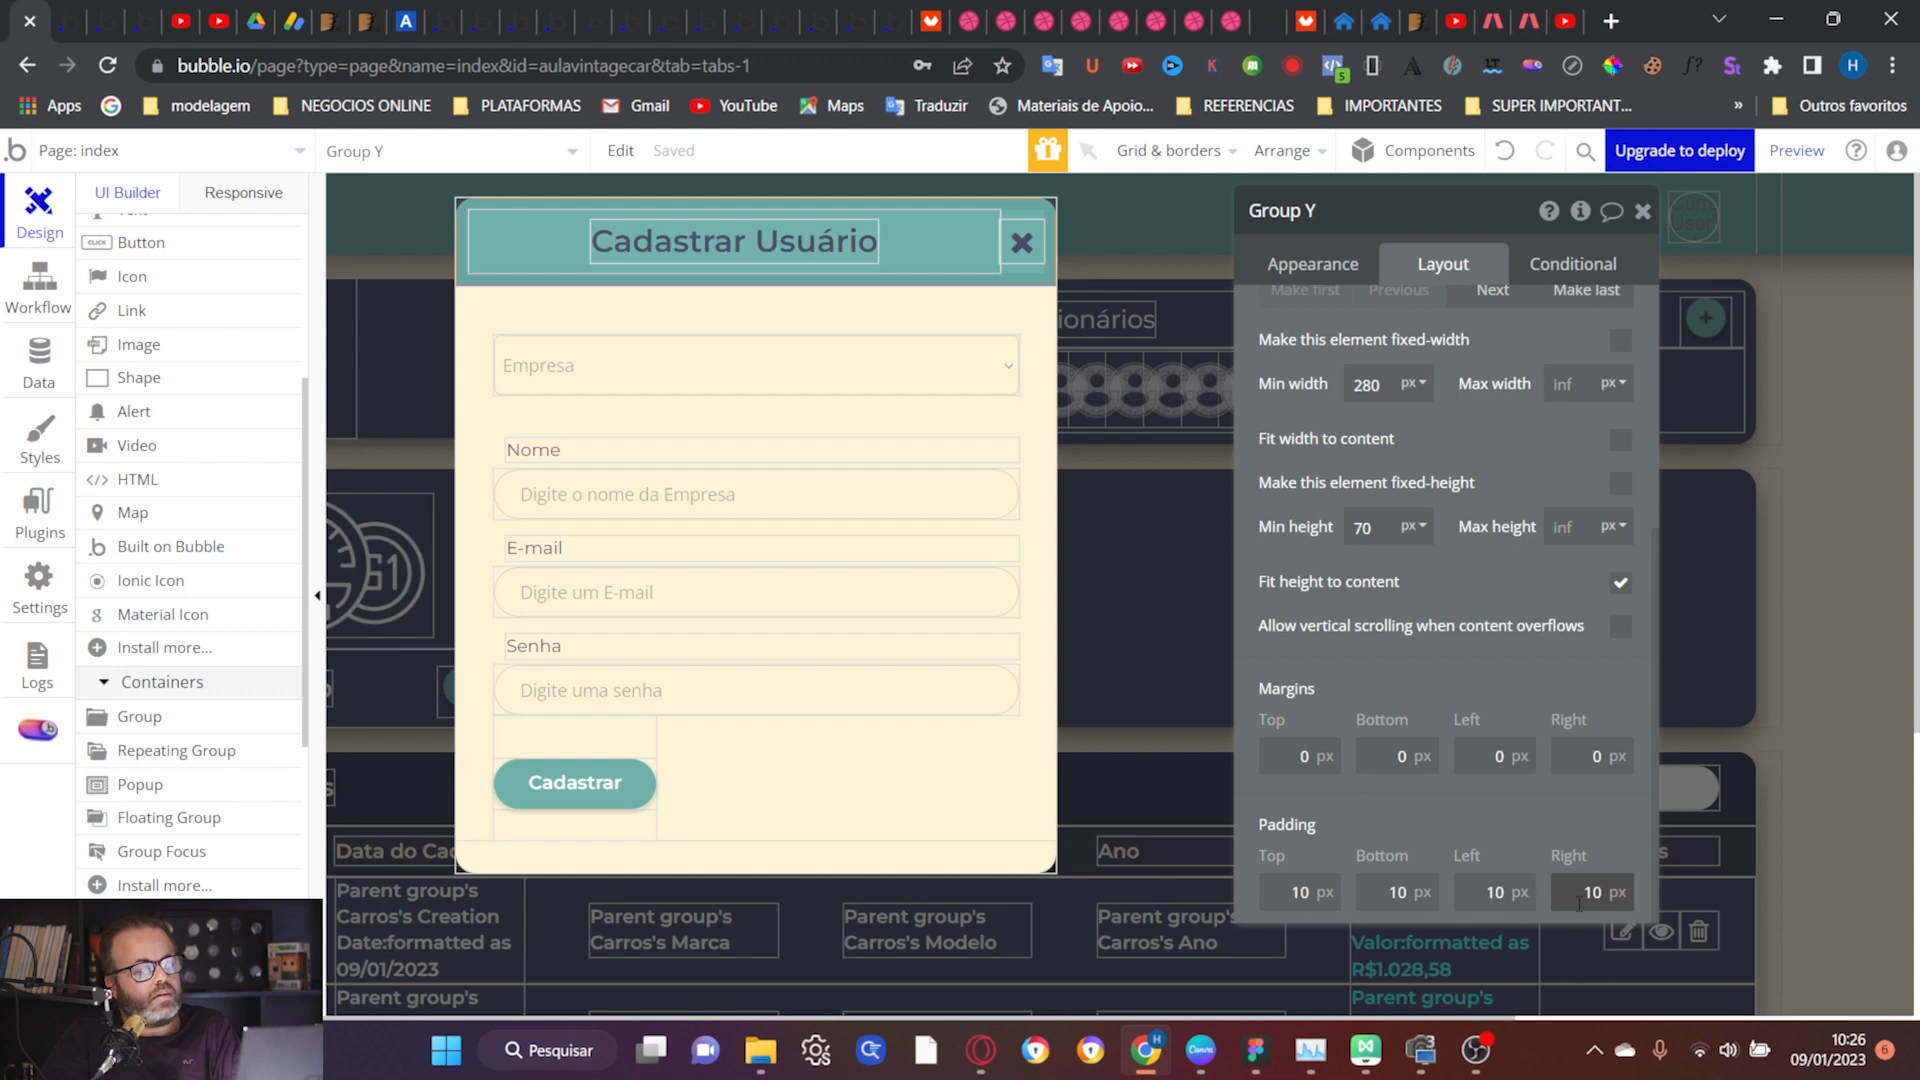 bubble.io/page?type=page&name=index&id=aulavintagecar&tab=tabs-1
Apps
modelagem
NEGOCIOS ONLINE
PLATAFORMAS
Gmail
YouTube
Maps
Traduzir
Materiais de Apoio...
REFERENCIAS
IMPORTANTES
SUPER IMPORTANT...
»
Outros favoritos
Page: index
Group Y
Edit
Saved
Grid & borders
Arrange
Components
Upgrade to deploy
Preview
UI Builder
Responsive
Design
Workflow
Data
Styles
Plugins
Settings
Logs
Text
Button
Icon
Link
Image
Shape
Alert
Video
HTML
Map
Built on Bubble
Ionic Icon
Material Icon
Install more...
Containers
Group
Repeating Group
Popup
Floating Group
Group Focus
Install more...
Cadastrar Usuário
Empresa
Nome
Digite o nome da Empresa
E-mail
Digite um E-mail
Senha
Digite uma senha
Cadastrar
ionários
Data do Cad
Ano
Parent group's
Carros's Creation
Date:formatted as
09/01/2023
Parent group's
Carros's Marca
Parent group's
Carros's Modelo
Parent group's
Carros's Ano
Valor:formatted as
R$1.028,58
Parent group's
Parent group's
Group Y
Appearance
Layout
Conditional
Make first
Previous
Next
Make last
Make this element fixed-width
Min width 280 px
Max width inf px
Fit width to content
Make this element fixed-height
Min height 70 px
Max height inf px
Fit height to content
Allow vertical scrolling when content overflows
Margins
Top Bottom Left Right
0 px 0 px 0 px 0 px
Padding
Top Bottom Left Right
10 px 10 px 10 px 10 px
Pesquisar
10:26
09/01/2023
6